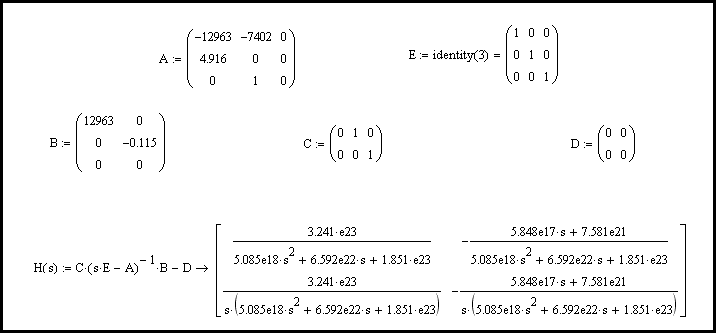 A := ( −12963 −7402 0
4.916 0 0
0 1 0 )
E := identity(3) = ( 1 0 0
0 1 0
0 0 1 )
B := ( 12963 0
0 −0.115
0 0 )
C := ( 0 1 0
0 0 1 )
D := ( 0 0
0 0 )
H(s) := C·(s·E − A)^−1·B − D → [ 3.241·e23 / (5.085e18·s^2 + 6.592e22·s + 1.851·e23) − (5.848e17·s + 7.581e21) / (5.085e18·s^2 + 6.592e22·s + 1.851·e23)
3.241·e23 / (s·(5.085e18·s^2 + 6.592e22·s + 1.851·e23)) − (5.848e17·s + 7.581e21) / (s·(5.085e18·s^2 + 6.592e22·s + 1.851·e23)) ]